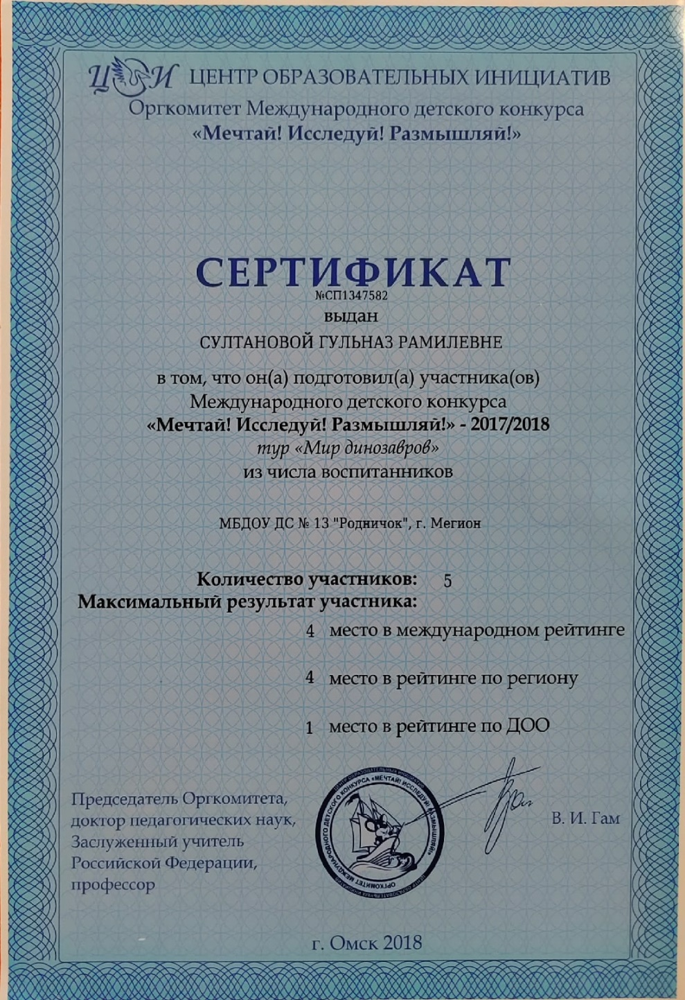 ЦОИ ЦЕНТР ОБРАЗОВАТЕЛЬНЫХ ИНИЦИАТИВ
Оргкомитет Международного детского конкурса
«Мечтай! Исследуй! Размышляй!»
СЕРТИФИКАТ
№СП1347582
выдан
СУЛТАНОВОЙ ГУЛЬНАЗ РАМИЛЕВНЕ
в том, что он(а) подготовил(а) участника(ов)
Международного детского конкурса
«Мечтай! Исследуй! Размышляй!» - 2017/2018
тур «Мир динозавров»
из числа воспитанников
МБДОУ ДС № 13 "Родничок", г. Мегион
Количество участников: 5
Максимальный результат участника:
4 место в международном рейтинге
4 место в рейтинге по региону
1 место в рейтинге по ДОО
Председатель Оргкомитета,
доктор педагогических наук,
Заслуженный учитель
Российской Федерации,
профессор
ЦЕНТР ОБРАЗОВАТЕЛЬНЫХ ИНИЦИАТИВ
ОРГКОМИТЕТ МЕЖДУНАРОДНОГО ДЕТСКОГО КОНКУРСА «МЕЧТАЙ! ИССЛЕДУЙ! РАЗМЫШЛЯЙ!»
ЦЕНТР ОБРАЗОВАТЕЛЬНЫХ ИНИЦИАТИВ
В. И. Гам
г. Омск 2018